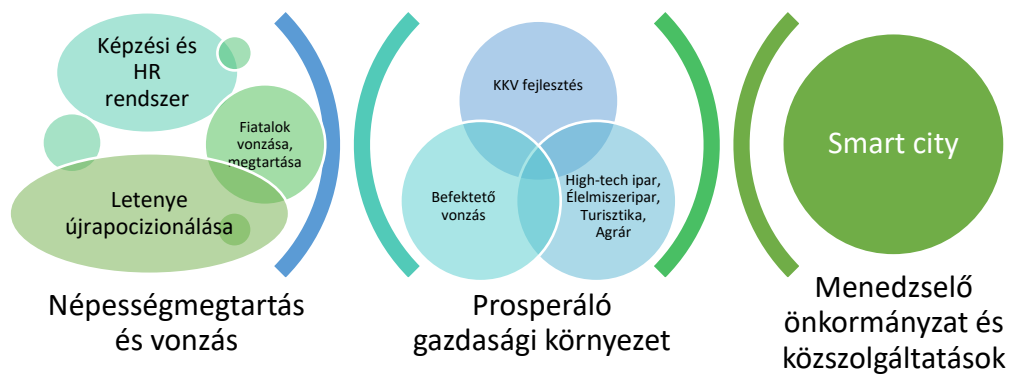 Képzési és
HR
rendszer
Fiatalok
vonzása,
megtartása
Letenye
újrapocizionálása
Népességmegtartás
és vonzás
KKV fejlesztés
Befektető
vonzás
High-tech ipar,
Élelmiszeripar,
Turisztika,
Agrár
Prosperáló
gazdasági környezet
Smart city
Menedzselő
önkormányzat és
közszolgáltatások